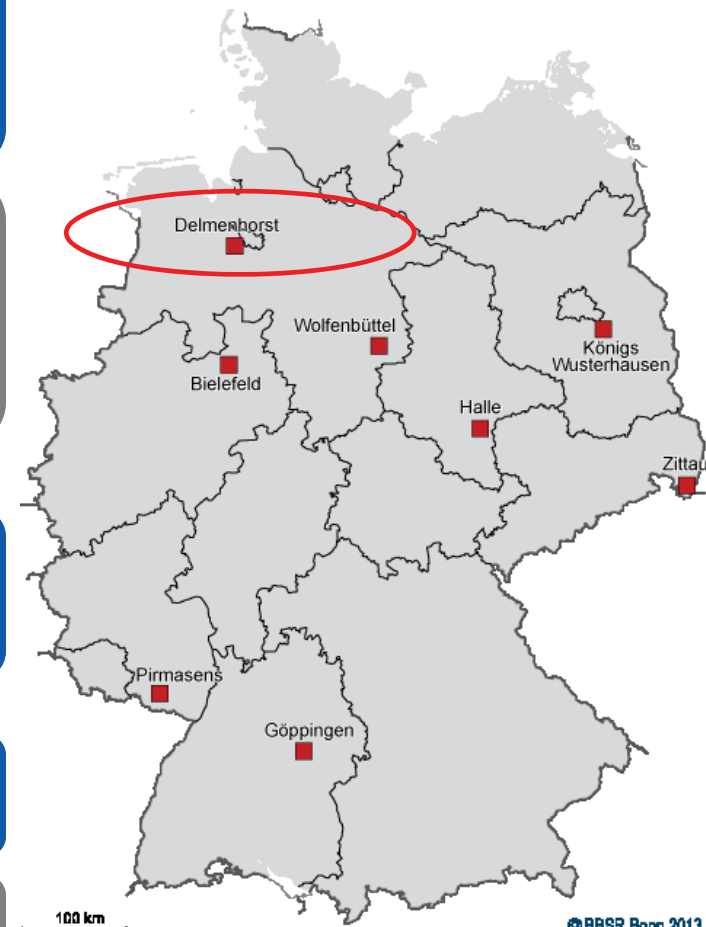 Delmenhorst
Wolfenbüttel
Königs
Wusterhausen
Bielefeld
Halle
Zittau
Pirmasens
Göppingen
100 km
© BBSR Bonn 2013